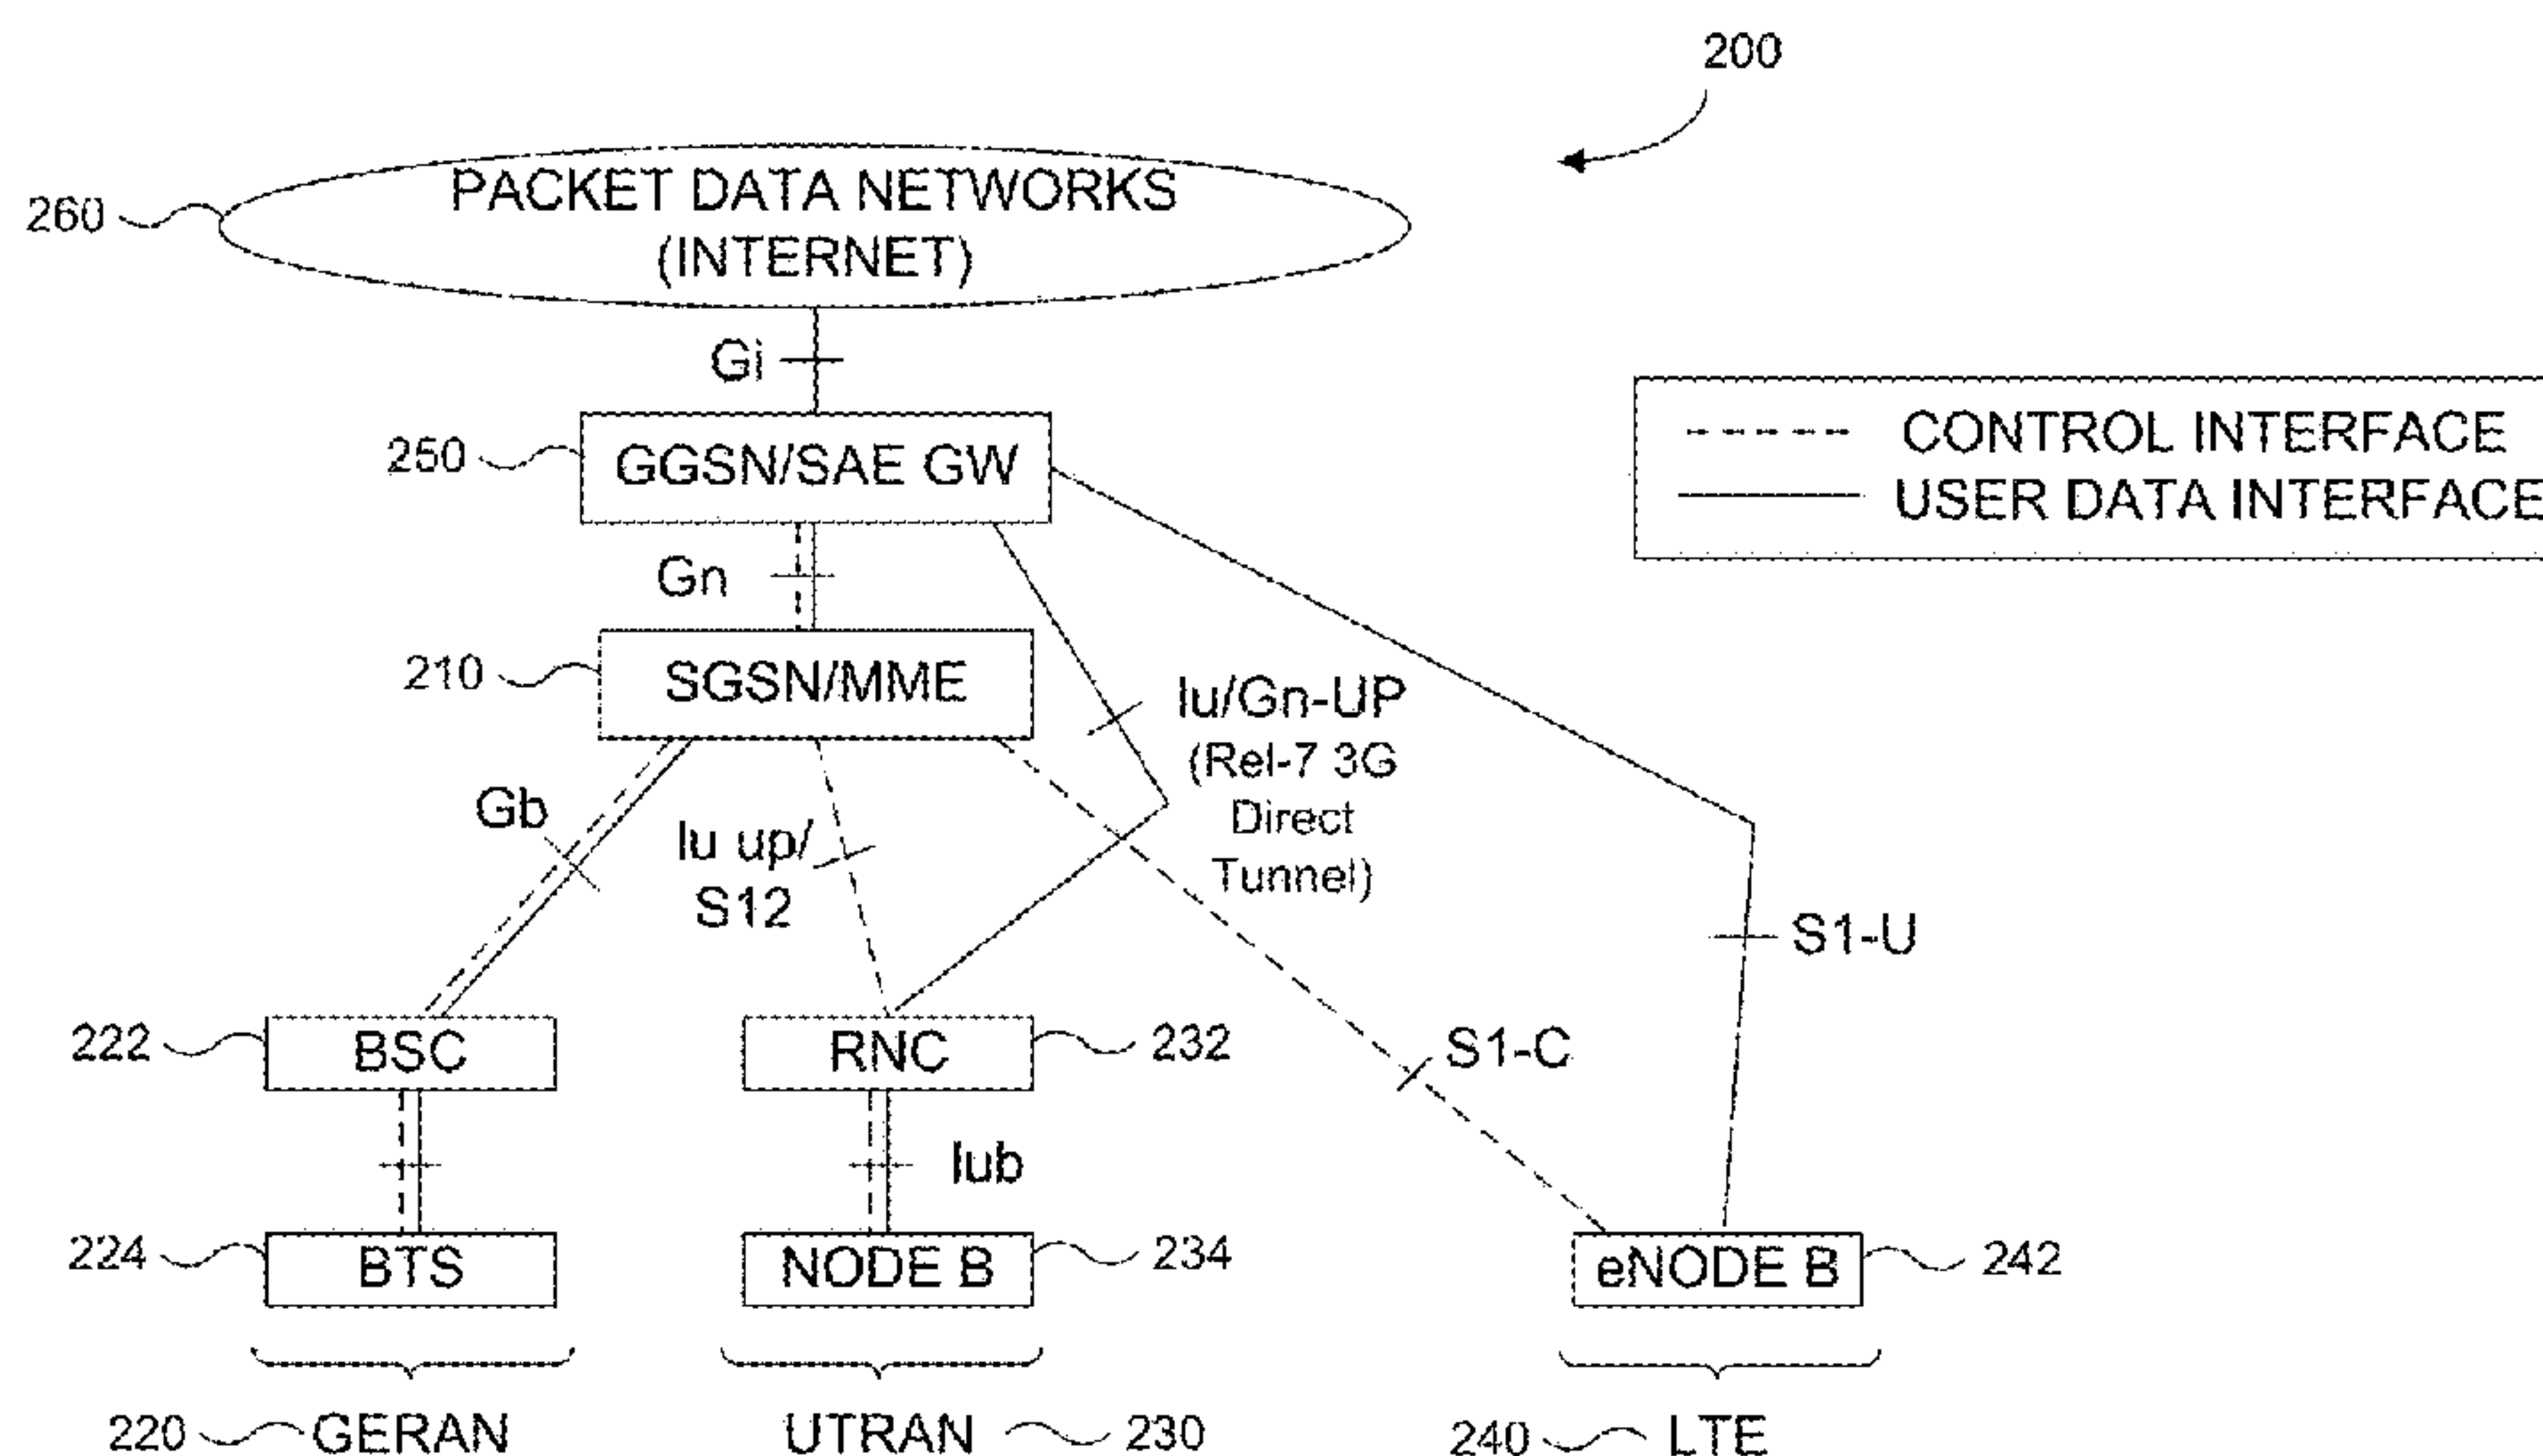 200
260
PACKET DATA NETWORKS
(INTERNET)
Gi
250
GGSN/SAE GW
CONTROL INTERFACE
USER DATA INTERFACE
Gn
210
SGSN/MME
Iu/Gn-UP
(Rel-7 3G
Direct
Tunnel)
Gb
Iu up/
S12
S1-U
S1-C
222
BSC
RNC
232
Iub
224
BTS
NODE B
234
eNODE B
242
220
GERAN
UTRAN
230
240
LTE